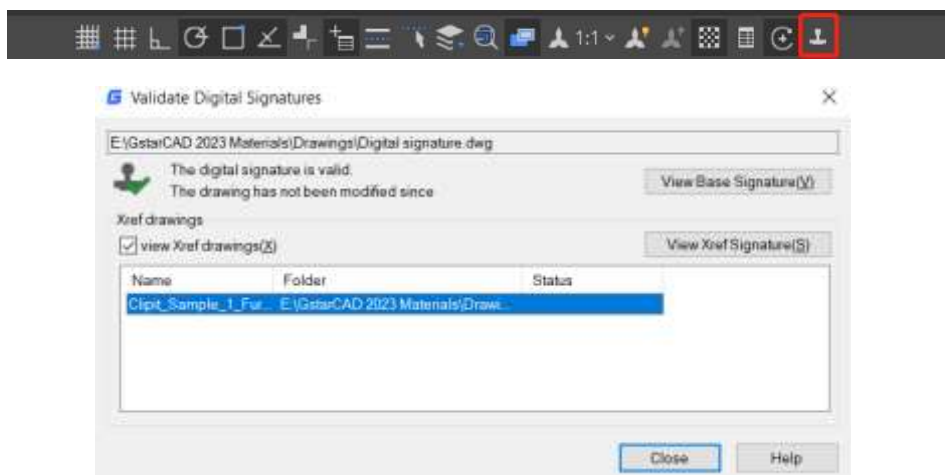 1:1
Validate Digital Signatures
E:\GstarCAD 2023 Materials\Drawings\Digital signature.dwg
The digital signature is valid.
The drawing has not been modified since
View Base Signature(V)
Xref drawings
view Xref drawings(X)
View Xref Signature(S)
Name Folder Status
Clipit_Sample_1_Fur... E:\GstarCAD 2023 Materials\Drawi...
Close Help